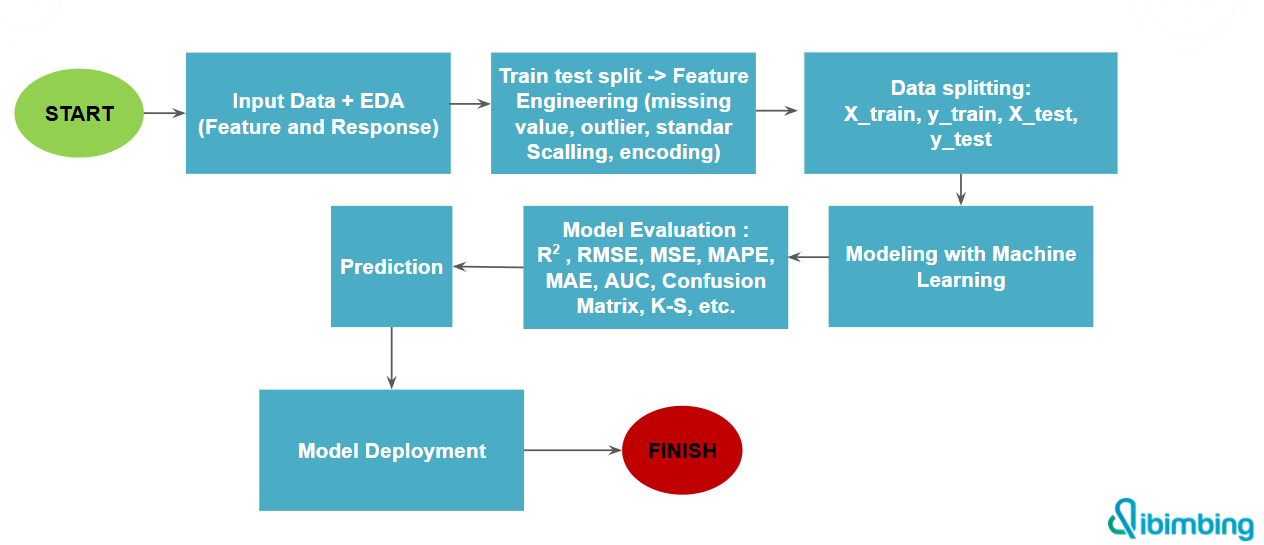 START
Input Data + EDA
(Feature and Response)
Train test split -> Feature
Engineering (missing
value, outlier, standar
Scalling, encoding)
Data splitting:
X_train, y_train, X_test,
y_test
Modeling with Machine
Learning
Model Evaluation :
R² , RMSE, MSE, MAPE,
MAE, AUC, Confusion
Matrix, K-S, etc.
Prediction
Model Deployment
FINISH
dibimbing